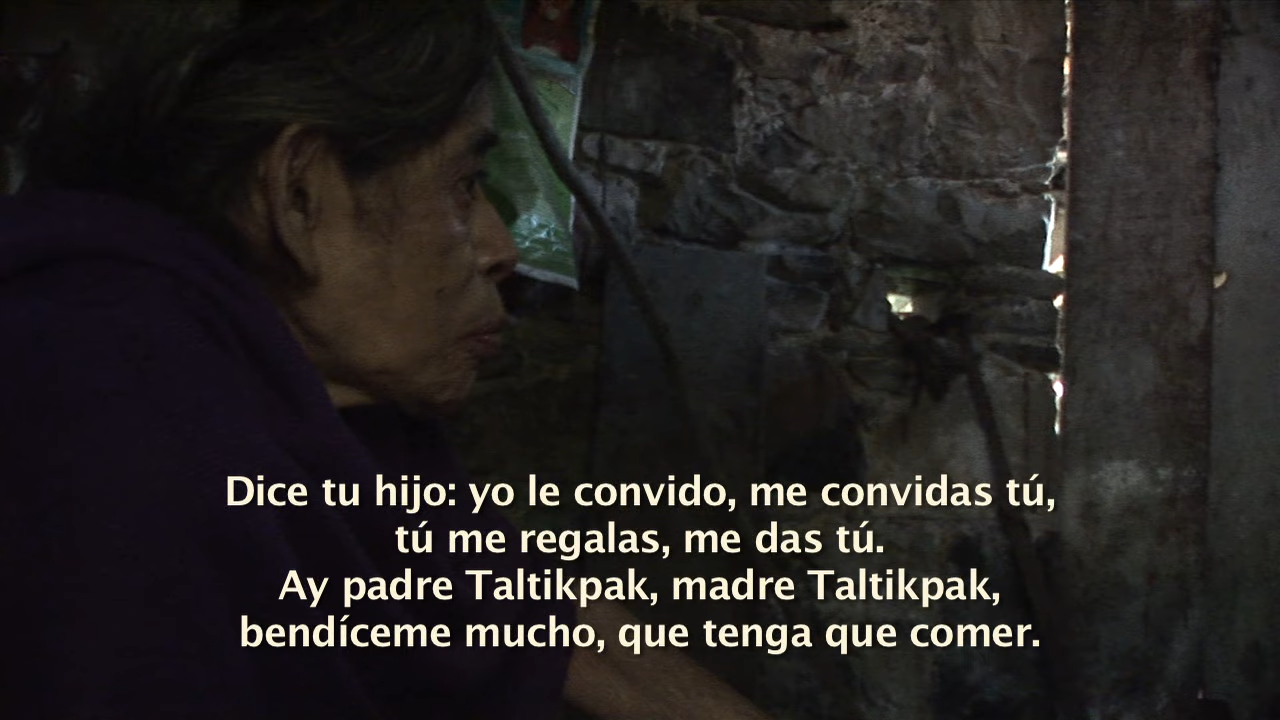 Dice tu hijo: yo le convido, me convidas tú,
tú me regalas, me das tú.
Ay padre Taltikpak, madre Taltikpak,
bendíceme mucho, que tenga que comer.